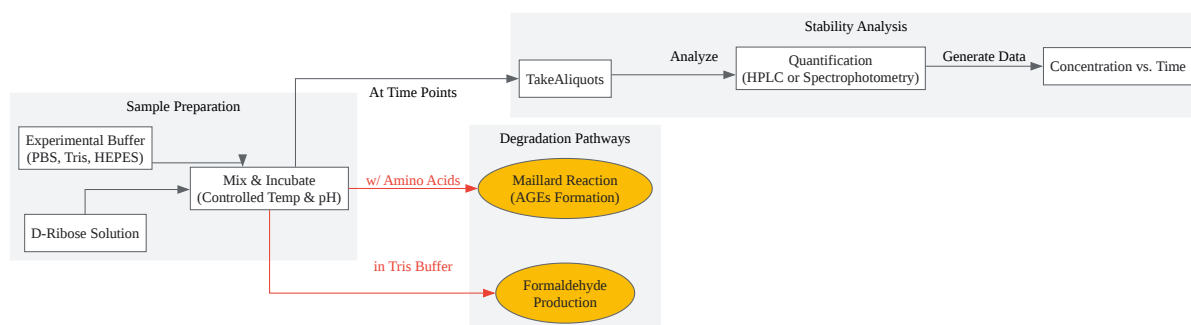 Stability Analysis
TakeAliquots
Analyze
Quantification
(HPLC or Spectrophotometry)
Generate Data
Concentration vs. Time
At Time Points
Sample Preparation
Experimental Buffer
(PBS, Tris, HEPES)
Mix & Incubate
(Controlled Temp & pH)
D-Ribose Solution
w/ Amino Acids
in Tris Buffer
Degradation Pathways
Maillard Reaction
(AGEs Formation)
Formaldehyde
Production